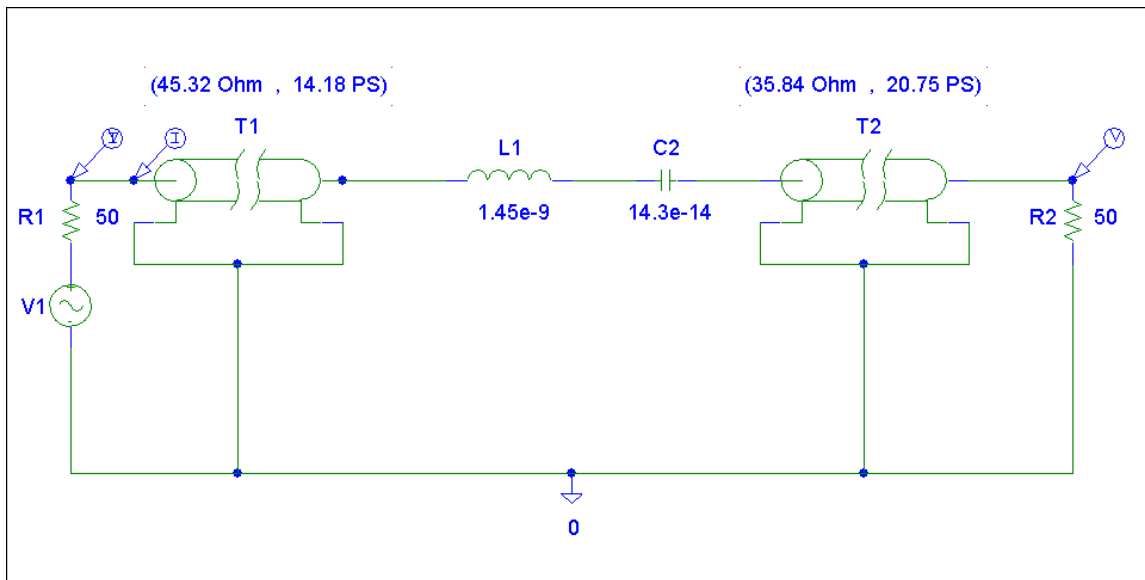 (45.32 Ohm , 14.18 PS)
(35.84 Ohm , 20.75 PS)
T1
T2
L1
C2
V
I
V
R1
50
1.45e-9
14.3e-14
R2
50
V1
0